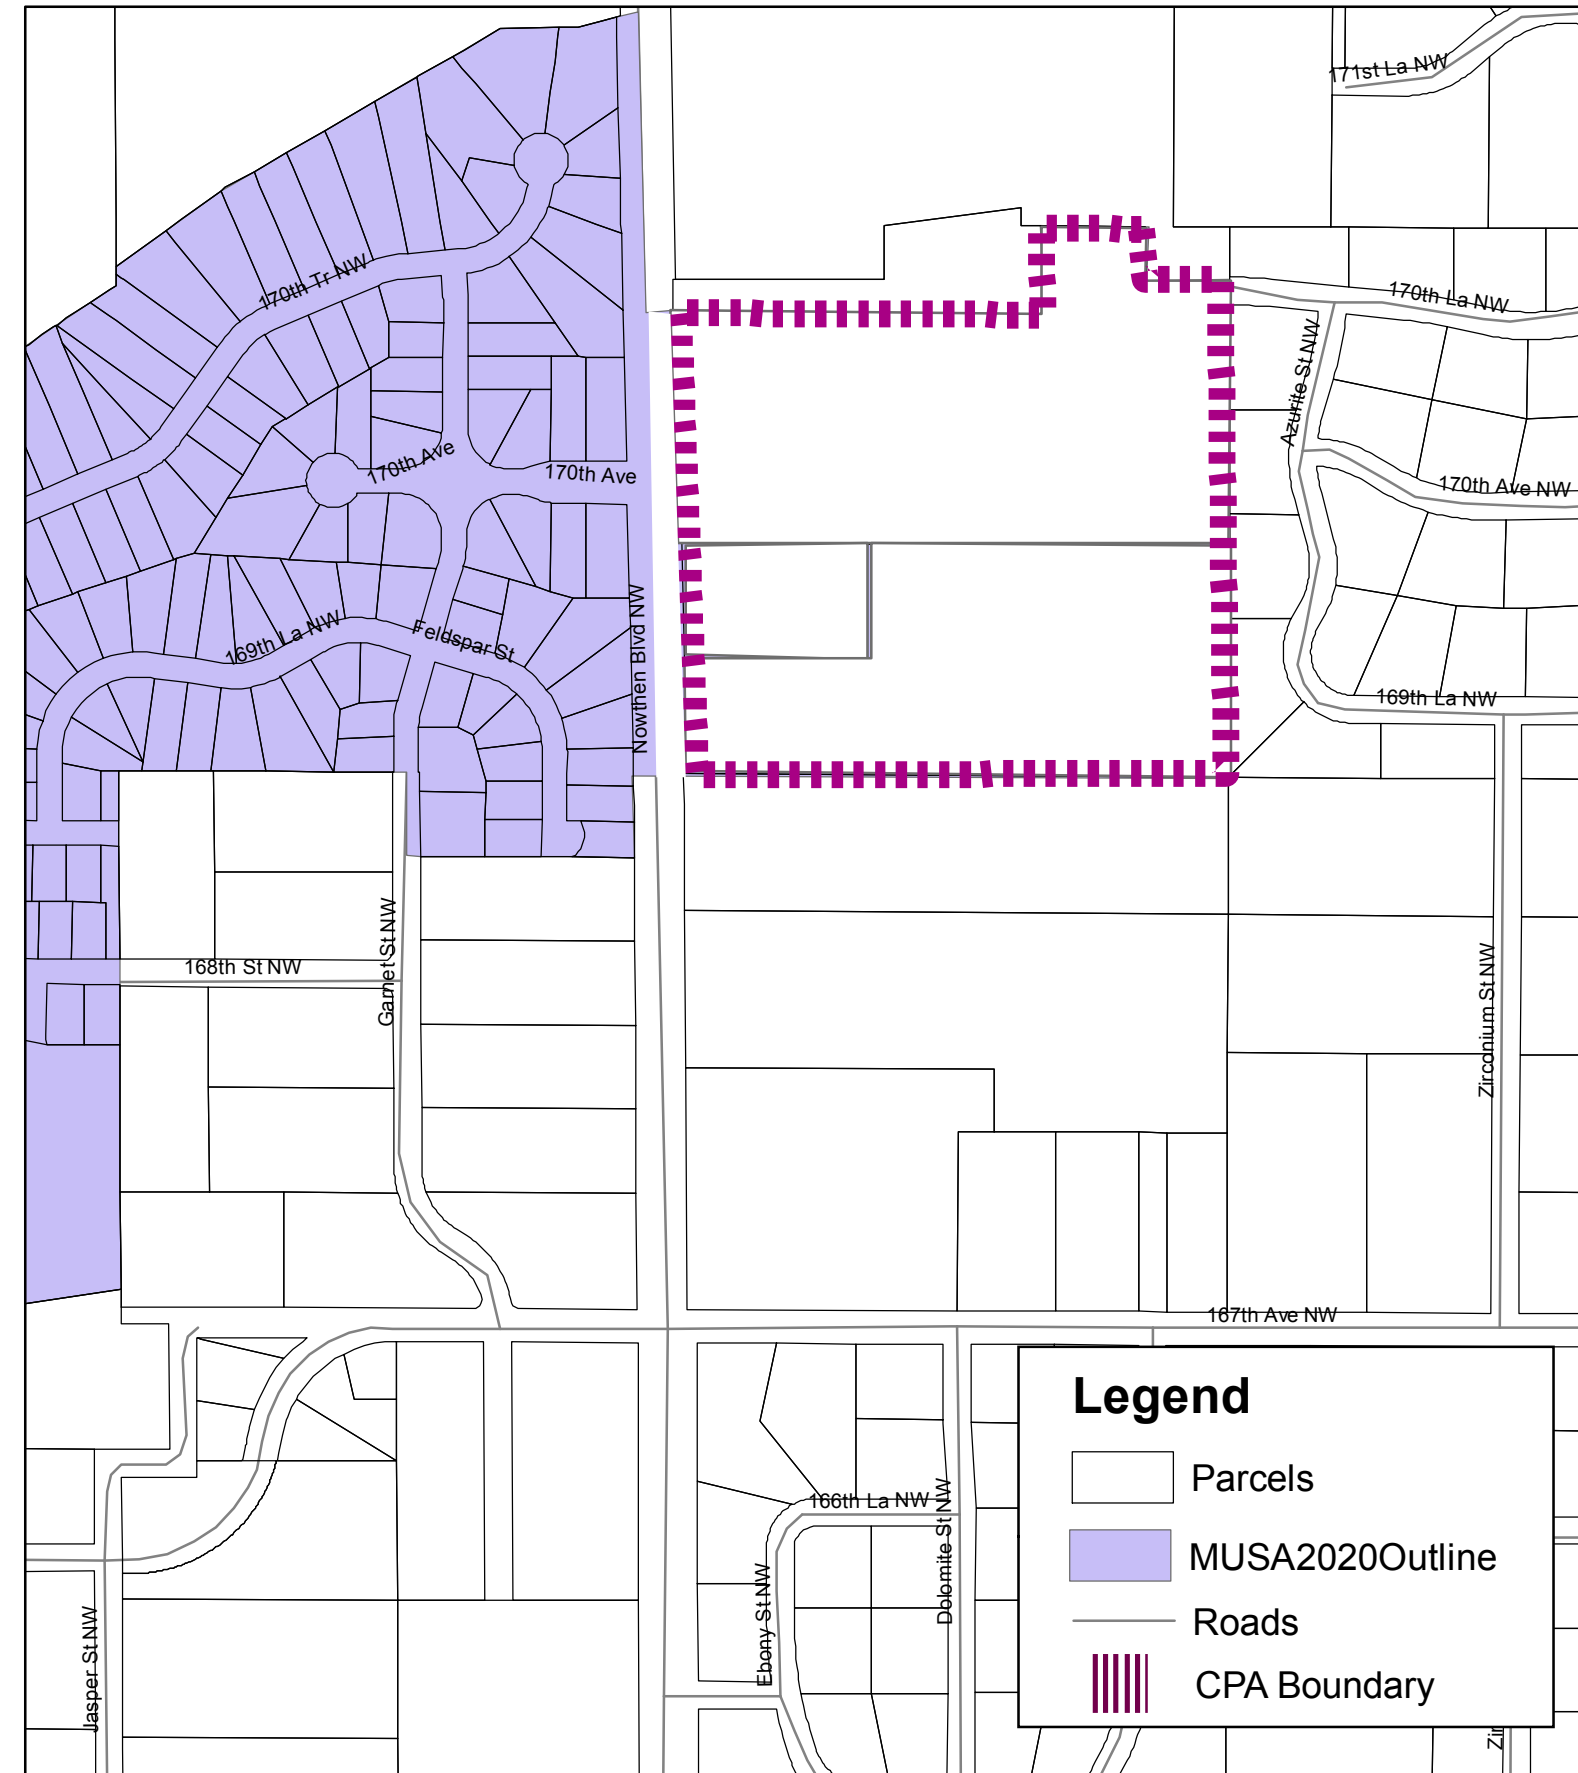 171st La NW
170th Tr NW
170th La NW
Azurite St NW
170th Ave
170th Ave
170th Ave NW
169th La NW
Feldspar St
Nowthen Blvd NW
169th La NW
Garnet St NW
168th St NW
Zirconium St NW
167th Ave NW
Legend
Parcels
MUSA2020Outline
Roads
CPA Boundary
166th La NW
Dolomite St NW
Ebony St NW
Jasper St NW
Zir